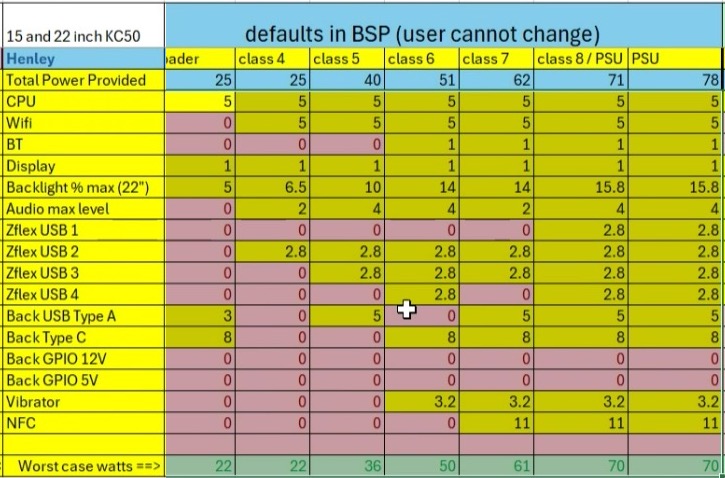 15 and 22 inch KC50 defaults in BSP (user cannot change)
Henley ader class 4 class 5 class 6 class 7 class 8 / PSU PSU
Total Power Provided 25 25 40 51 62 71 78
CPU 5 5 5 5 5 5 5
Wifi 0 5 5 5 5 5 5
BT 0 0 0 1 1 1 1
Display 1 1 1 1 1 1 1
Backlight % max (22") 5 6.5 10 14 14 15.8 15.8
Audio max level 0 2 4 4 2 4 4
Zflex USB 1 0 0 0 0 0 2.8 2.8
Zflex USB 2 0 2.8 2.8 2.8 2.8 2.8 2.8
Zflex USB 3 0 0 2.8 2.8 2.8 2.8 2.8
Zflex USB 4 0 0 0 2.8 0 2.8 2.8
Back USB Type A 3 0 5 0 5 5 5
Back Type C 8 0 0 8 8 8 8
Back GPIO 12V 0 0 0 0 0 0 0
Back GPIO 5V 0 0 0 0 0 0 0
Vibrator 0 0 0 3.2 3.2 3.2 3.2
NFC 0 0 0 0 11 11 11
Worst case watts ==> 22 22 36 50 61 70 70